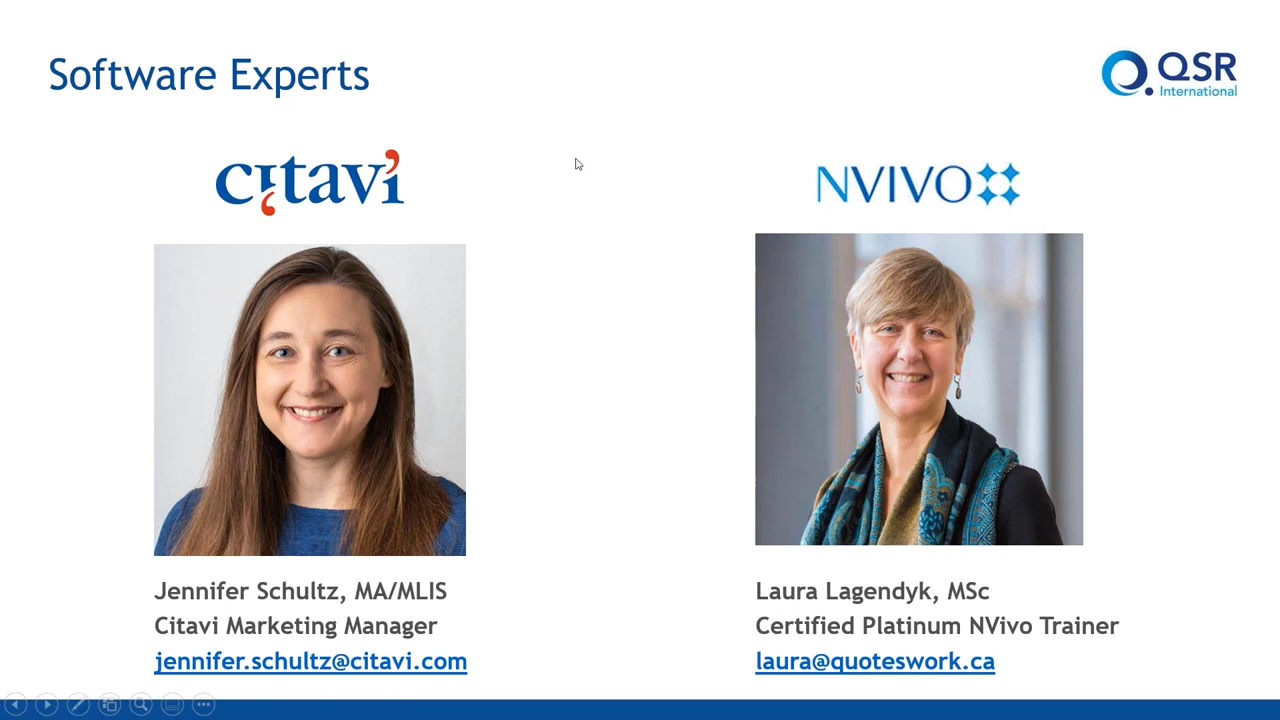 Software Experts
QSR
International
citavi
NVIVO
Jennifer Schultz, MA/MLIS
Citavi Marketing Manager
jennifer.schultz@citavi.com
Laura Lagendyk, MSc
Certified Platinum NVivo Trainer
laura@quoteswork.ca